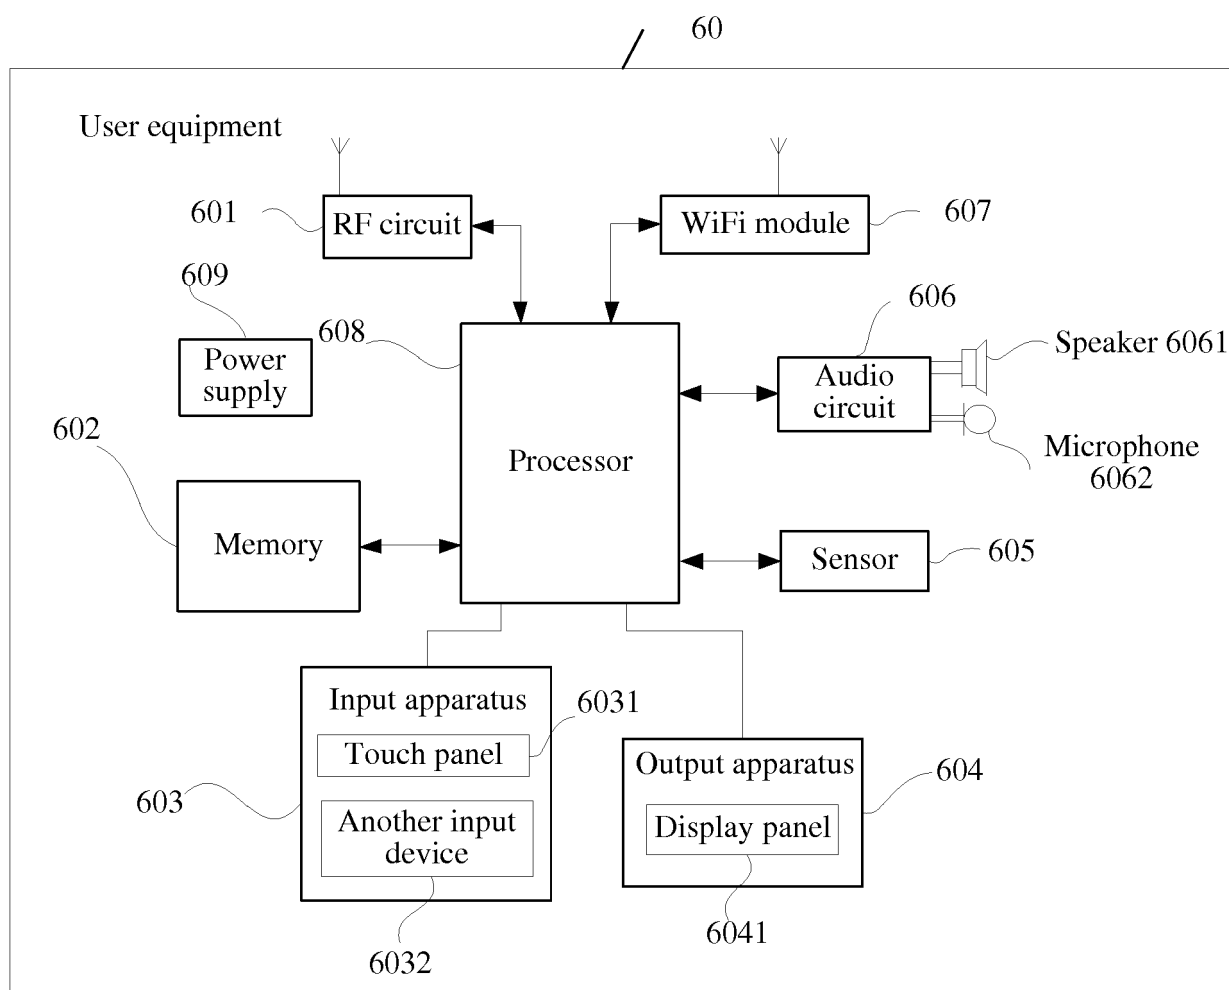 60
User equipment
601
RF circuit
WiFi module
607
609
608
606
Power
supply
Speaker 6061
Audio
circuit
602
Processor
Microphone
6062
Memory
Sensor
605
Input apparatus
6031
Touch panel
603
Another input
device
6032
Output apparatus
604
Display panel
6041